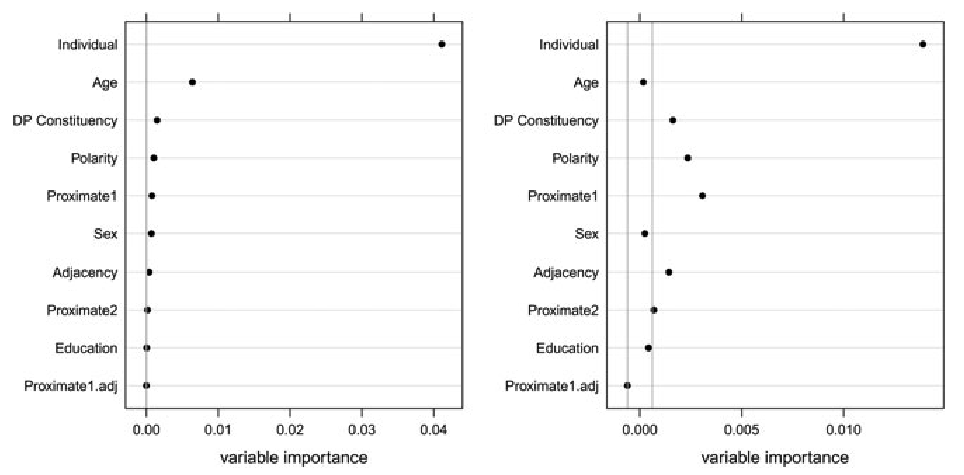 Individual
Age
DP Constituency
Polarity
Proximate1
Sex
Adjacency
Proximate2
Education
Proximate1.adj
0.00 0.01 0.02 0.03 0.04
variable importance
Individual
Age
DP Constituency
Polarity
Proximate1
Sex
Adjacency
Proximate2
Education
Proximate1.adj
0.000 0.005 0.010
variable importance